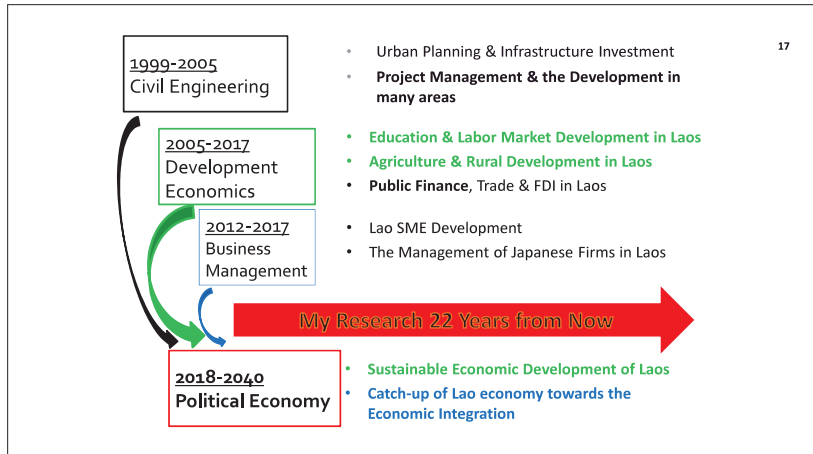 17
1999-2005
Civil Engineering
• Urban Planning & Infrastructure Investment
• Project Management & the Development in
many areas
2005-2017
Development
Economics
• Education & Labor Market Development in Laos
• Agriculture & Rural Development in Laos
• Public Finance, Trade & FDI in Laos
2012-2017
Business
Management
• Lao SME Development
• The Management of Japanese Firms in Laos
My Research 22 Years from Now
2018-2040
Political Economy
• Sustainable Economic Development of Laos
• Catch-up of Lao economy towards the
Economic Integration